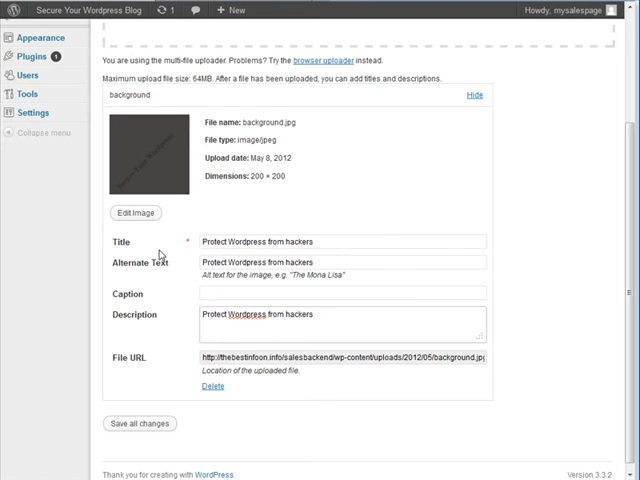 Secure Your Wordpress Blog 1 + New Howdy, mysalespage
Appearance
Plugins 1
Users
Tools
Settings
Collapse menu
You are using the multi-file uploader. Problems? Try the browser uploader instead.
Maximum upload file size: 64MB. After a file has been uploaded, you can add titles and descriptions.
background Hide
Secure Your Wordpress
File name: background.jpg
File type: image/jpeg
Upload date: May 8, 2012
Dimensions: 200 × 200
Edit Image
Title * Protect Wordpress from hackers
Alternate Text Protect Wordpress from hackers
Alt text for the image, e.g. "The Mona Lisa"
Caption
Description Protect Wordpress from hackers
File URL http://thebestinfoon.info/salesbackend/wp-content/uploads/2012/05/background.jpg
Location of the uploaded file.
Delete
Save all changes
Thank you for creating with WordPress. Version 3.3.2